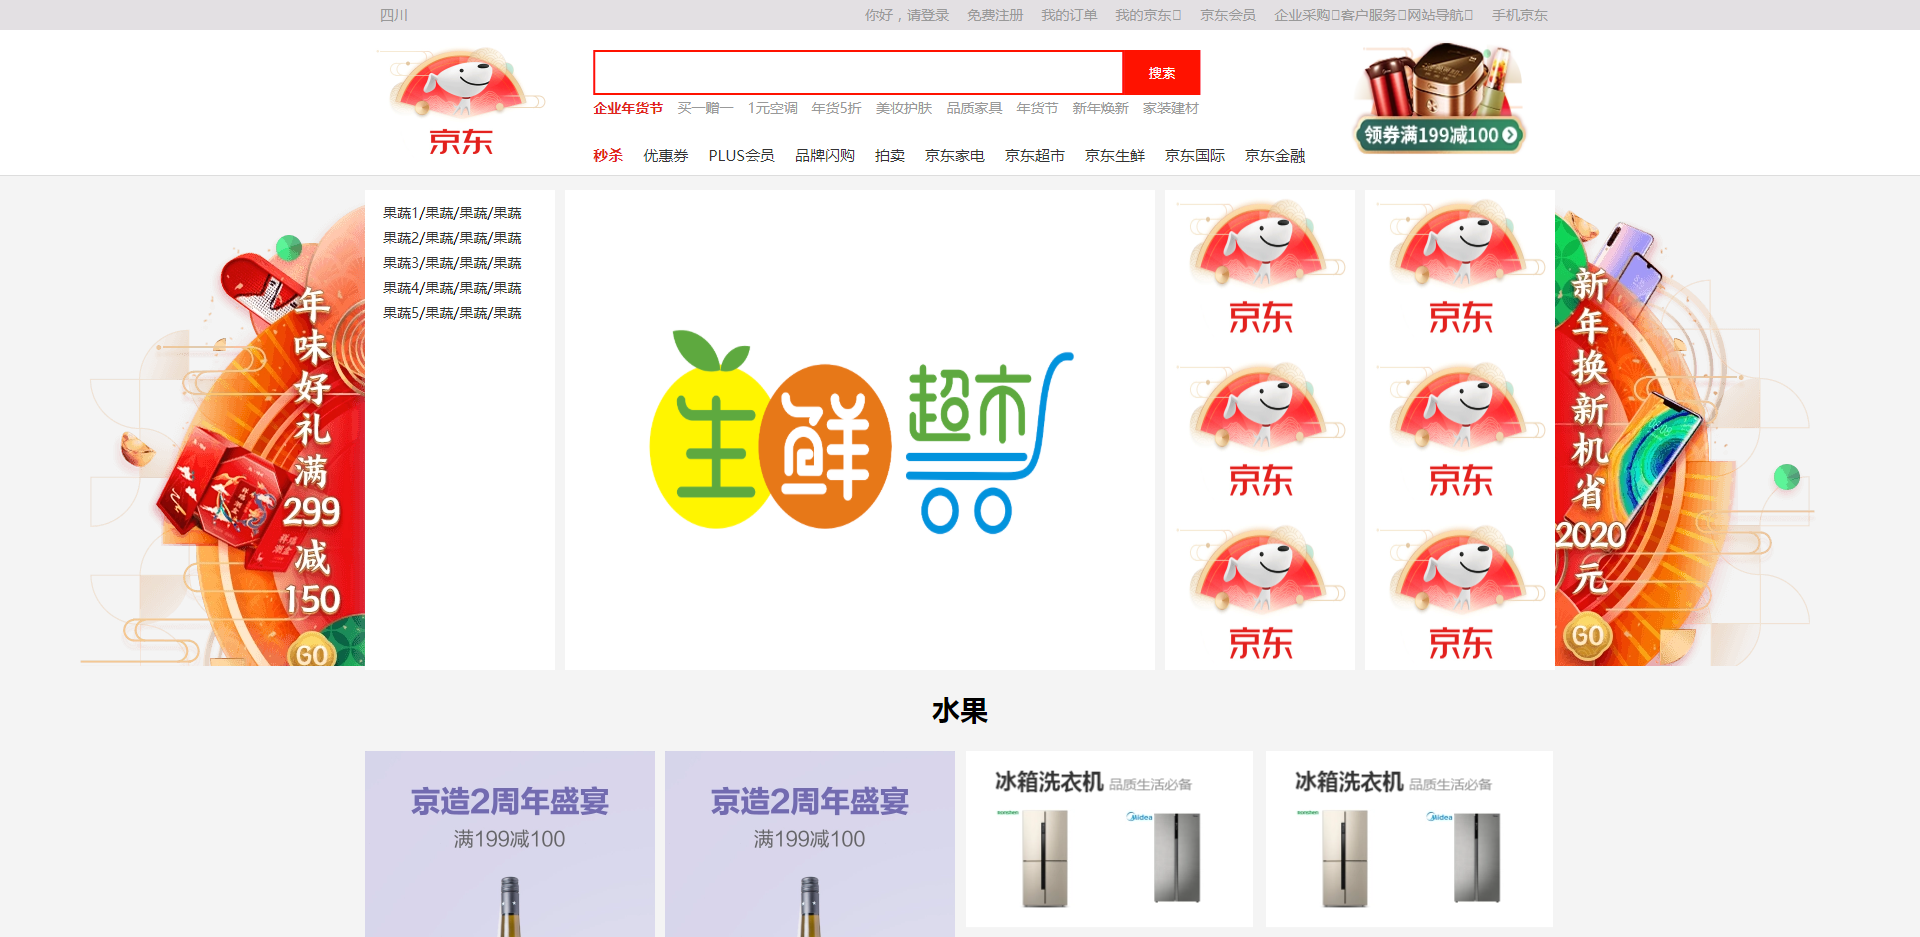 四川
你好，请登录 免费注册 我的订单 我的京东 京东会员 企业采购 客户服务 网站导航 手机京东
京东
搜索
企业年货节 买一赠一 1元空调 年货5折 美妆护肤 品质家具 年货节 新年焕新 家装建材
领券满199减100
秒杀 优惠券 PLUS会员 品牌闪购 拍卖 京东家电 京东超市 京东生鲜 京东国际 京东金融
年味好礼满299减150
GO
果蔬1/果蔬/果蔬/果蔬
果蔬2/果蔬/果蔬/果蔬
果蔬3/果蔬/果蔬/果蔬
果蔬4/果蔬/果蔬/果蔬
果蔬5/果蔬/果蔬/果蔬
生鲜超市
京东
京东
京东
京东
京东
京东
新年换新机省2020元
GO
水果
京造2周年盛宴
满199减100
京造2周年盛宴
满199减100
冰箱洗衣机 品质生活必备
Midea
冰箱洗衣机 品质生活必备
Midea